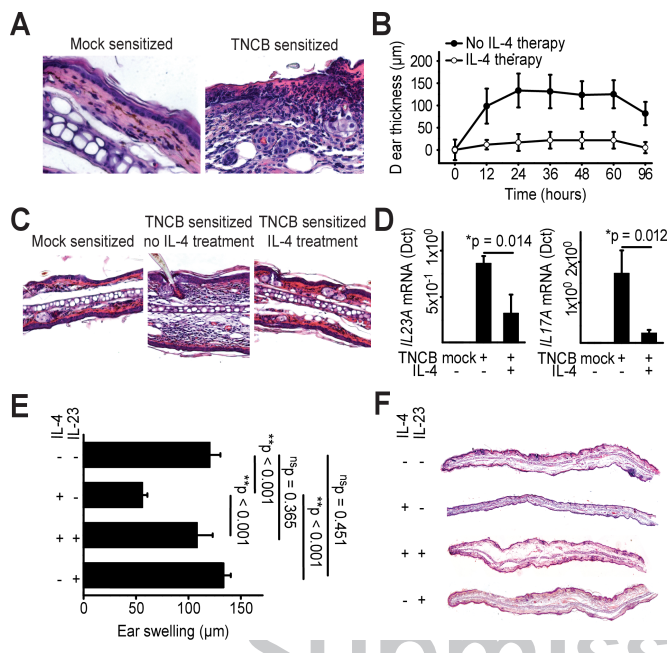 A
Mock sensitized
TNCB sensitized
B
No IL-4 therapy
IL-4 therapy
D ear thickness (µm)
200
150
100
50
0
0 12 24 36 48 60 96
Time (hours)
C
Mock sensitized
TNCB sensitized
no IL-4 treatment
TNCB sensitized
IL-4 treatment
D
*p = 0.014
IL23A mRNA (Dct)
5x10⁻¹ 1x10⁰
TNCB mock + +
IL-4 - - +
*p = 0.012
IL17A mRNA (Dct)
1x10⁰ 2x10⁰
mock + +
- - +
E
IL-4 IL-23
- -
+ -
+ +
- +
0 50 100 150
Ear swelling (µm)
**p < 0.001
**p < 0.001
ns p = 0.365
**p < 0.001
ns p = 0.451
F
IL-4 IL-23
- -
+ -
+ +
- +